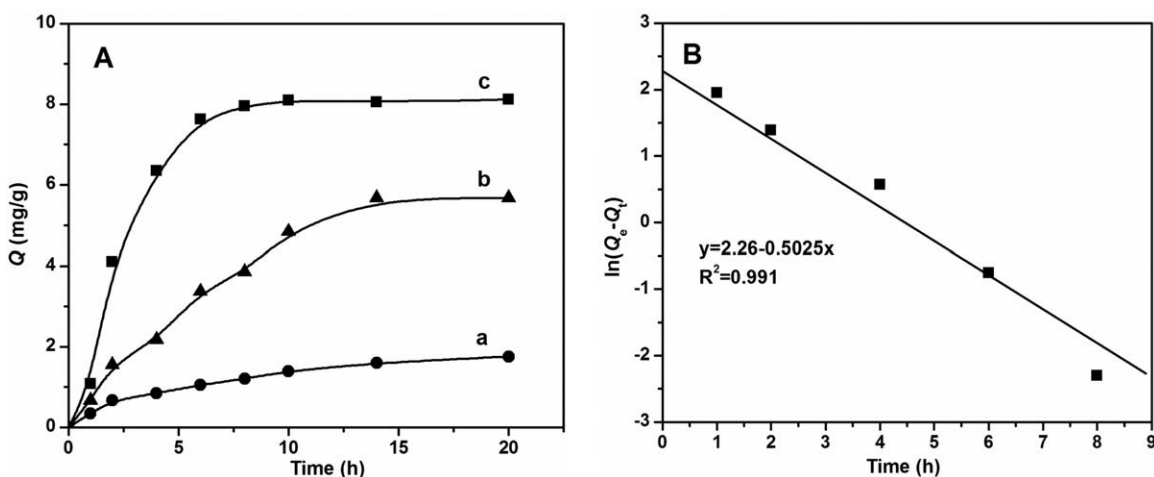 A
10
8
6
4
2
0
Q (mg/g)
c
b
a
0 5 10 15 20
Time (h)
B
3
2
1
0
-1
-2
-3
ln(Qe-Qt)
y=2.26-0.5025x
R²=0.991
0 1 2 3 4 5 6 7 8 9
Time (h)